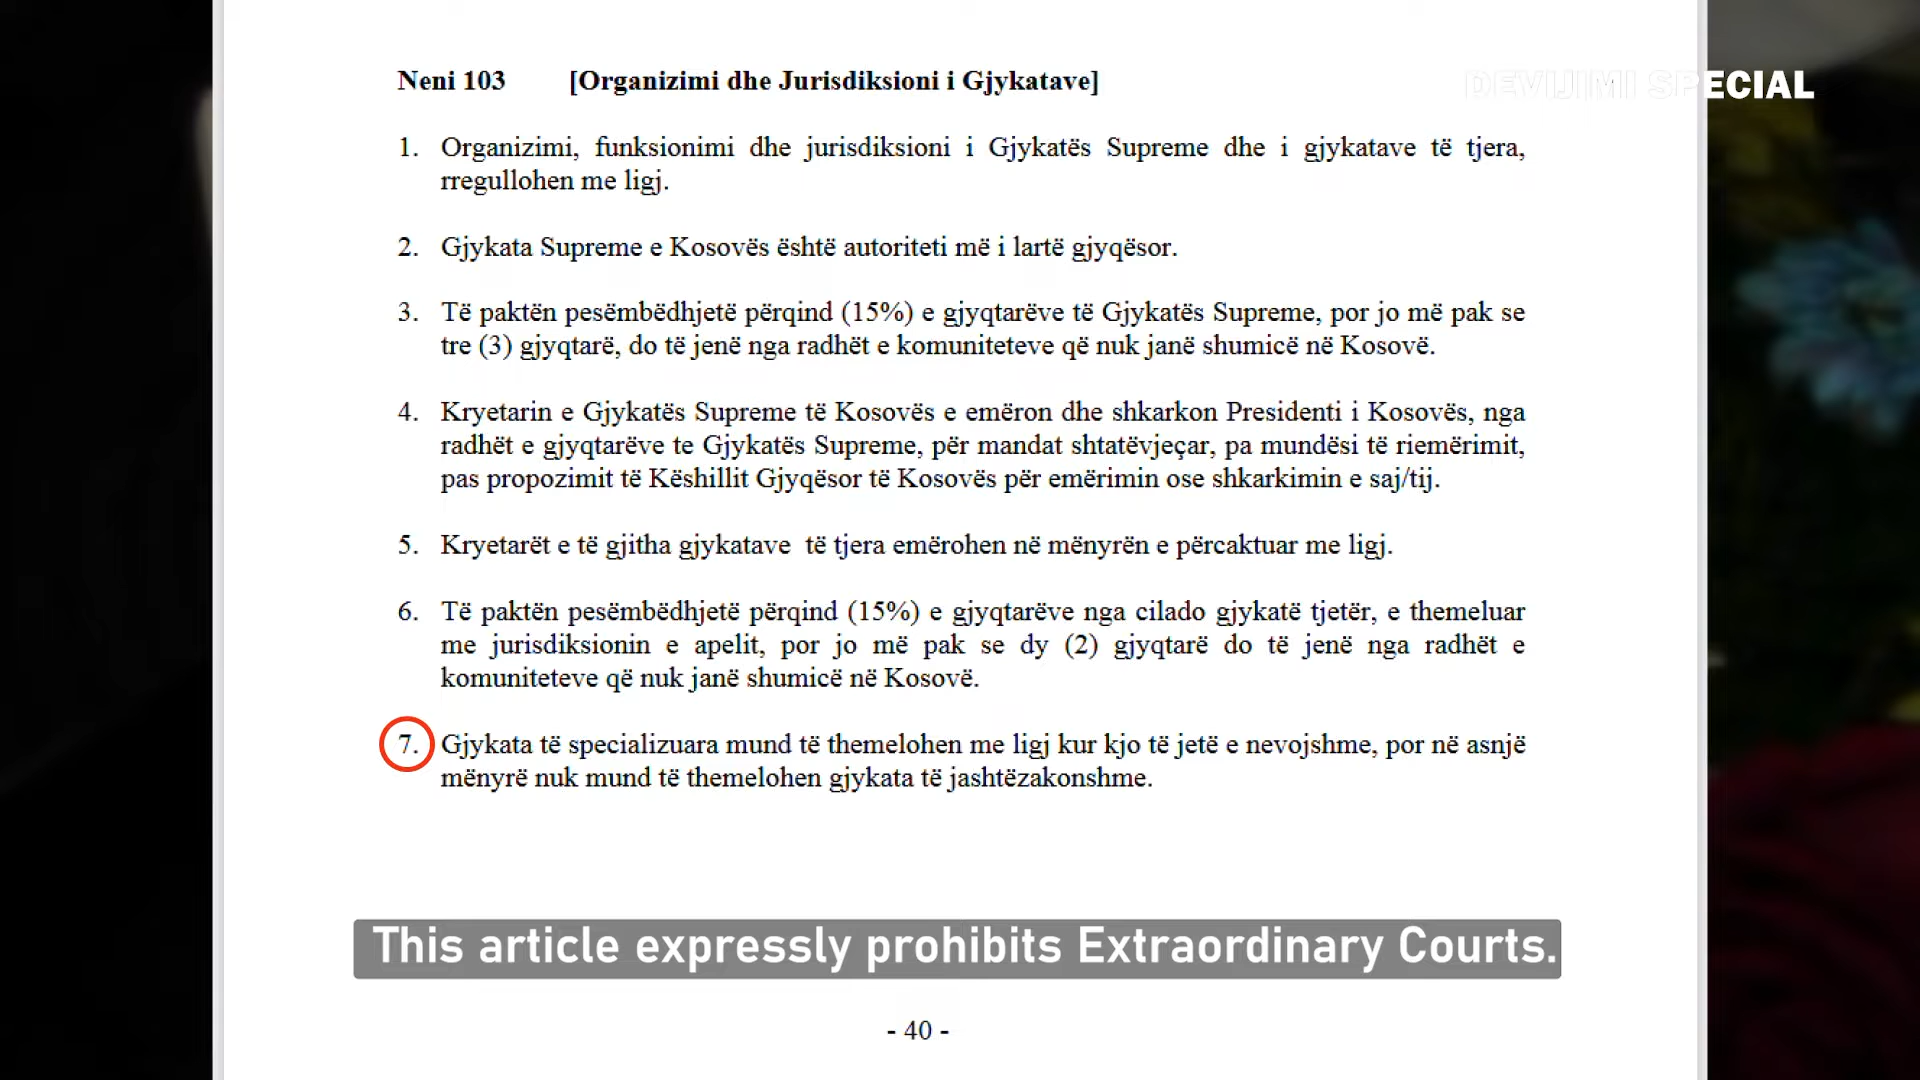 DEVIJIMI SPECIAL
Neni 103 [Organizimi dhe Jurisdiksioni i Gjykatave]
1. Organizimi, funksionimi dhe jurisdiksioni i Gjykatës Supreme dhe i gjykatave të tjera,
rregullohen me ligj.
2. Gjykata Supreme e Kosovës është autoriteti më i lartë gjyqësor.
3. Të paktën pesëmbëdhjetë përqind (15%) e gjyqtarëve të Gjykatës Supreme, por jo më pak se
tre (3) gjyqtarë, do të jenë nga radhët e komuniteteve që nuk janë shumicë në Kosovë.
4. Kryetarin e Gjykatës Supreme të Kosovës e emëron dhe shkarkon Presidenti i Kosovës, nga
radhët e gjyqtarëve te Gjykatës Supreme, për mandat shtatëvjeçar, pa mundësi të riemërimit,
pas propozimit të Këshillit Gjyqësor të Kosovës për emërimin ose shkarkimin e saj/tij.
5. Kryetarët e të gjitha gjykatave të tjera emërohen në mënyrën e përcaktuar me ligj.
6. Të paktën pesëmbëdhjetë përqind (15%) e gjyqtarëve nga cilado gjykatë tjetër, e themeluar
me jurisdiksionin e apelit, por jo më pak se dy (2) gjyqtarë do të jenë nga radhët e
komuniteteve që nuk janë shumicë në Kosovë.
7. Gjykata të specializuara mund të themelohen me ligj kur kjo të jetë e nevojshme, por në asnjë
mënyrë nuk mund të themelohen gjykata të jashtëzakonshme.
This article expressly prohibits Extraordinary Courts.
- 40 -